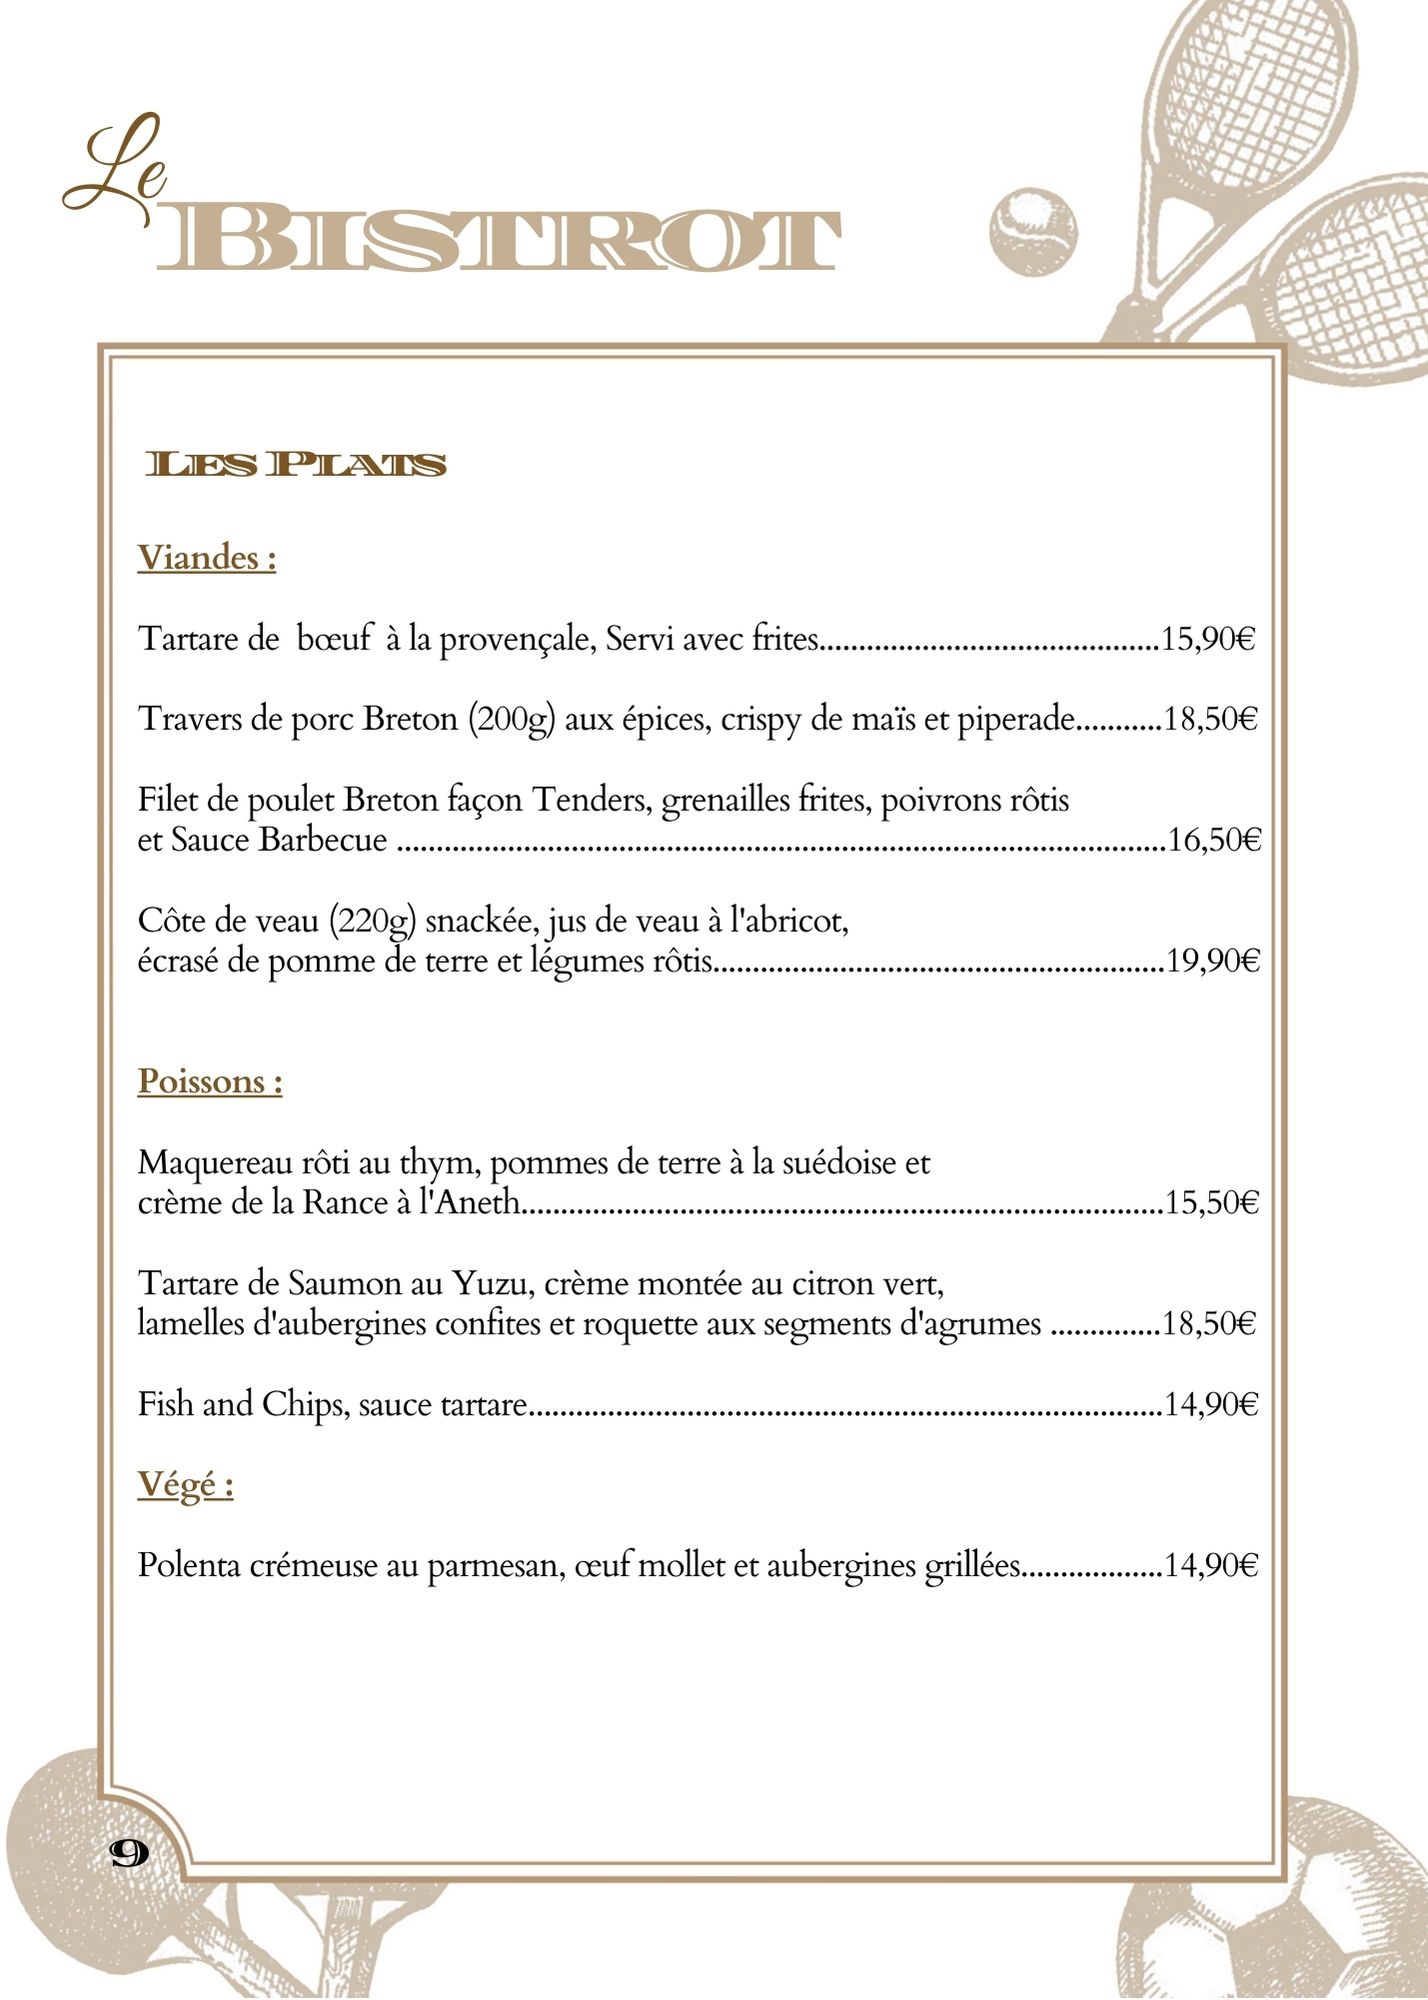 Le
BISTROT
LES PLATS
Viandes :
Tartare de bœuf à la provençale, Servi avec frites...........................................15,90€
Travers de porc Breton (200g) aux épices, crispy de maïs et piperade...........18,50€
Filet de poulet Breton façon Tenders, grenailles frites, poivrons rôtis
et Sauce Barbecue .................................................................................................16,50€
Côte de veau (220g) snackée, jus de veau à l'abricot,
écrasé de pomme de terre et légumes rôtis.........................................................19,90€
Poissons :
Maquereau rôti au thym, pommes de terre à la suédoise et
crème de la Rance à l'Aneth.................................................................................15,50€
Tartare de Saumon au Yuzu, crème montée au citron vert,
lamelles d'aubergines confites et roquette aux segments d'agrumes ..............18,50€
Fish and Chips, sauce tartare................................................................................14,90€
Végé :
Polenta crémeuse au parmesan, œuf mollet et aubergines grillées..................14,90€
9